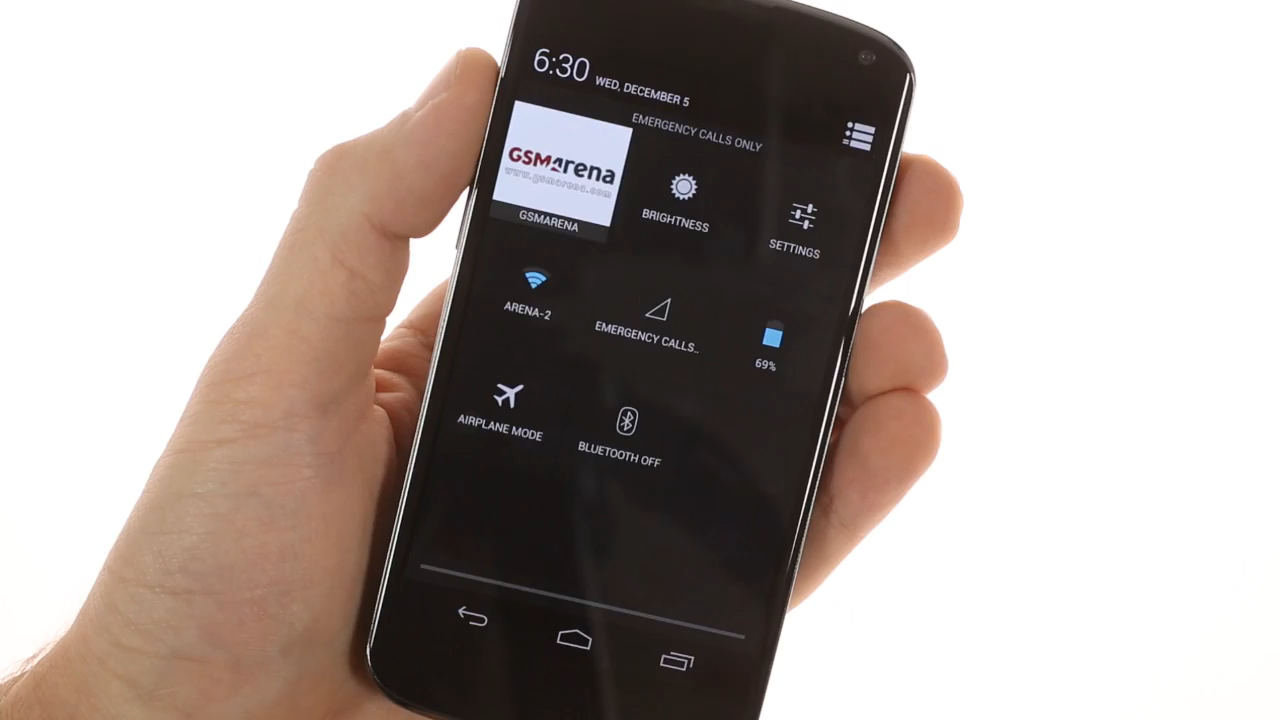 6:30 WED, DECEMBER 5
EMERGENCY CALLS ONLY
GSMArena
www.gsmarena.com
GSMARENA
BRIGHTNESS
SETTINGS
ARENA-2
EMERGENCY CALLS..
69%
AIRPLANE MODE
BLUETOOTH OFF